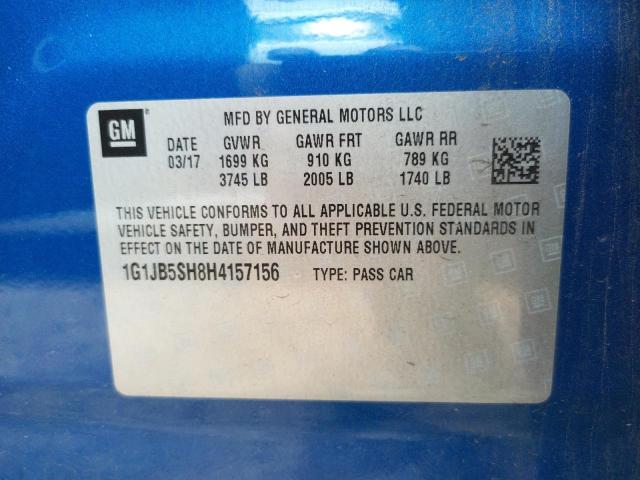 GM
MFD BY GENERAL MOTORS LLC
DATE GVWR GAWR FRT GAWR RR
03/17 1699 KG 910 KG 789 KG
3745 LB 2005 LB 1740 LB
THIS VEHICLE CONFORMS TO ALL APPLICABLE U.S. FEDERAL MOTOR
VEHICLE SAFETY, BUMPER, AND THEFT PREVENTION STANDARDS IN
EFFECT ON THE DATE OF MANUFACTURE SHOWN ABOVE.
1G1JB5SH8H4157156 TYPE: PASS CAR